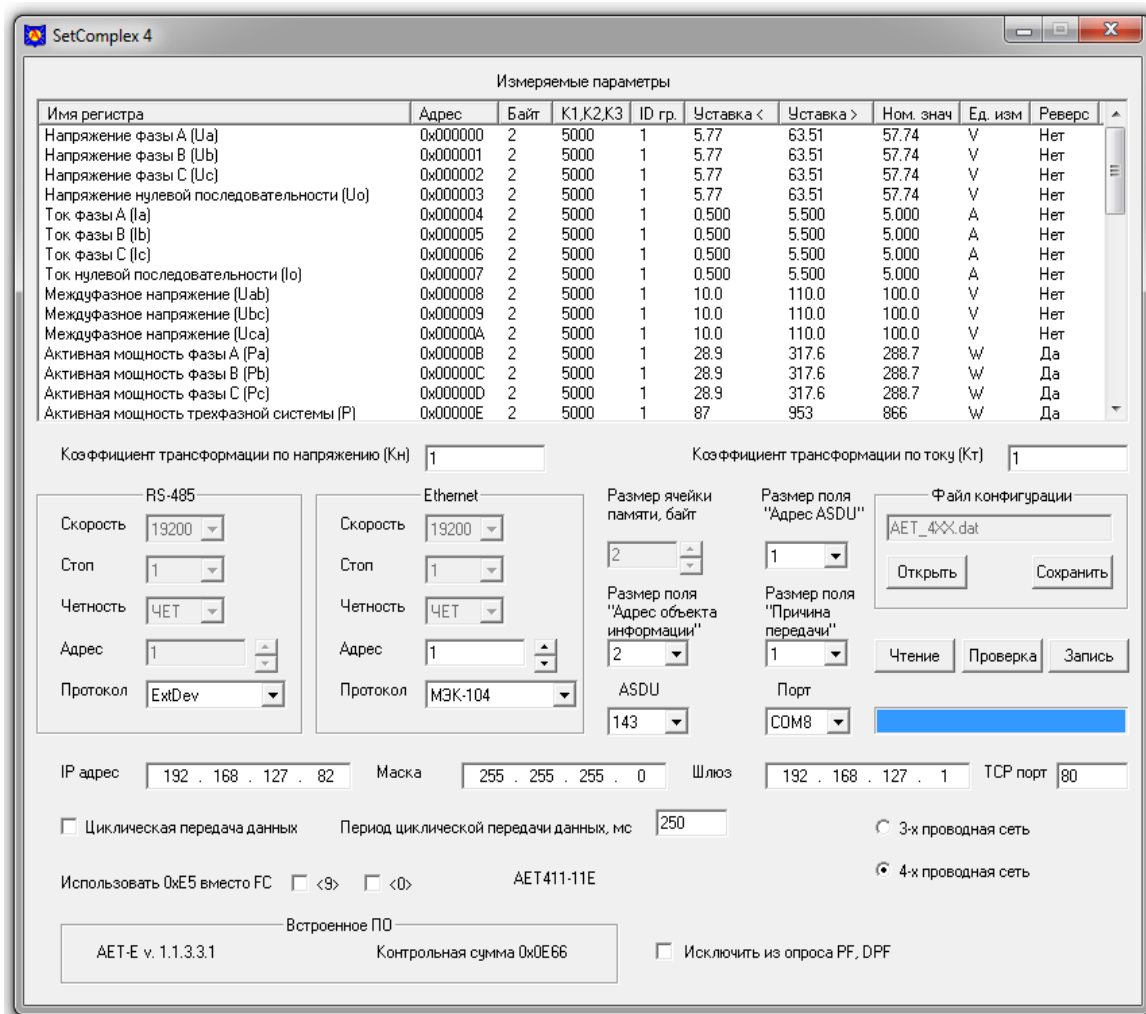 SetComplex 4
Измеряемые параметры
Имя регистра Адрес Байт K1,K2,K3 ID гр. Уставка < Уставка > Ном. знач Ед. изм Реверс
Напряжение фазы A (Ua) 0x000000 2 5000 1 5.77 63.51 57.74 V Нет
Напряжение фазы B (Ub) 0x000001 2 5000 1 5.77 63.51 57.74 V Нет
Напряжение фазы C (Uc) 0x000002 2 5000 1 5.77 63.51 57.74 V Нет
Напряжение нулевой последовательности (Uo) 0x000003 2 5000 1 5.77 63.51 57.74 V Нет
Ток фазы A (Ia) 0x000004 2 5000 1 0.500 5.500 5.000 A Нет
Ток фазы B (Ib) 0x000005 2 5000 1 0.500 5.500 5.000 A Нет
Ток фазы C (Ic) 0x000006 2 5000 1 0.500 5.500 5.000 A Нет
Ток нулевой последовательности (Io) 0x000007 2 5000 1 0.500 5.500 5.000 A Нет
Междуфазное напряжение (Uab) 0x000008 2 5000 1 10.0 110.0 100.0 V Нет
Междуфазное напряжение (Ubc) 0x000009 2 5000 1 10.0 110.0 100.0 V Нет
Междуфазное напряжение (Uca) 0x00000A 2 5000 1 10.0 110.0 100.0 V Нет
Активная мощность фазы A (Pa) 0x00000B 2 5000 1 28.9 317.6 288.7 W Да
Активная мощность фазы B (Pb) 0x00000C 2 5000 1 28.9 317.6 288.7 W Да
Активная мощность фазы C (Pc) 0x00000D 2 5000 1 28.9 317.6 288.7 W Да
Активная мощность трехфазной системы (P) 0x00000E 2 5000 1 87 953 866 W Да
Коэффициент трансформации по напряжению (Кн) 1 Коэффициент трансформации по току (Кт) 1
RS-485
Скорость 19200
Стоп 1
Четность ЧЕТ
Адрес 1
Протокол ExtDev
Ethernet
Скорость 19200
Стоп 1
Четность ЧЕТ
Адрес 1
Протокол МЭК-104
Размер ячейки
памяти, байт
2
Размер поля
"Адрес ASDU"
1
Размер поля
"Адрес объекта
информации"
2
Размер поля
"Причина
передачи"
1
ASDU
143
Порт
COM8
Файл конфигурации
AET_4XX.dat
Открыть Сохранить
Чтение Проверка Запись
IP адрес 192 . 168 . 127 . 82 Маска 255 . 255 . 255 . 0 Шлюз 192 . 168 . 127 . 1 TCP порт 80
Циклическая передача данных Период циклической передачи данных, мс 250 3-х проводная сеть
Использовать 0xE5 вместо FC <9> <0> AET411-11E 4-х проводная сеть
Встроенное ПО
AET-E v. 1.1.3.3.1 Контрольная сумма 0x0E66
Исключить из опроса PF, DPF